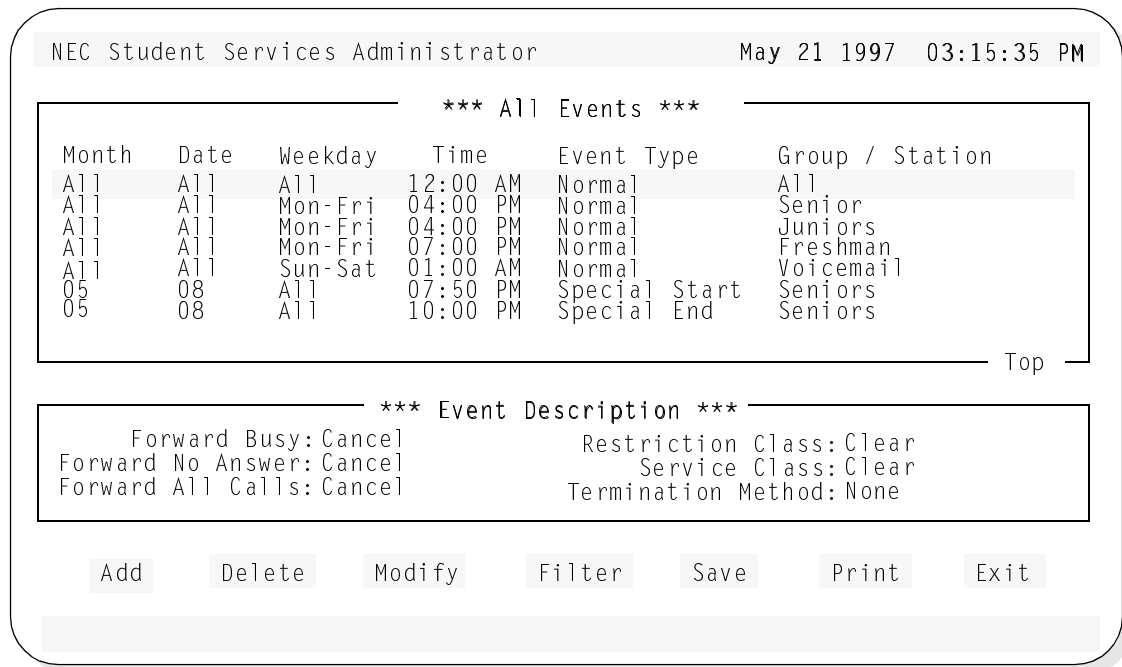 NEC Student Services Administrator May 21 1997 03:15:35 PM
*** All Events ***
Month Date Weekday Time Event Type Group / Station
All All All 12:00 AM Normal All
All All Mon-Fri 04:00 PM Normal Senior
All All Mon-Fri 04:00 PM Normal Juniors
All All Mon-Fri 07:00 PM Normal Freshman
All All Sun-Sat 01:00 AM Normal Voicemail
05 08 All 07:50 PM Special Start Seniors
05 08 All 10:00 PM Special End Seniors
Top
*** Event Description ***
Forward Busy: Cancel Restriction Class: Clear
Forward No Answer: Cancel Service Class: Clear
Forward All Calls: Cancel Termination Method: None
Add Delete Modify Filter Save Print Exit